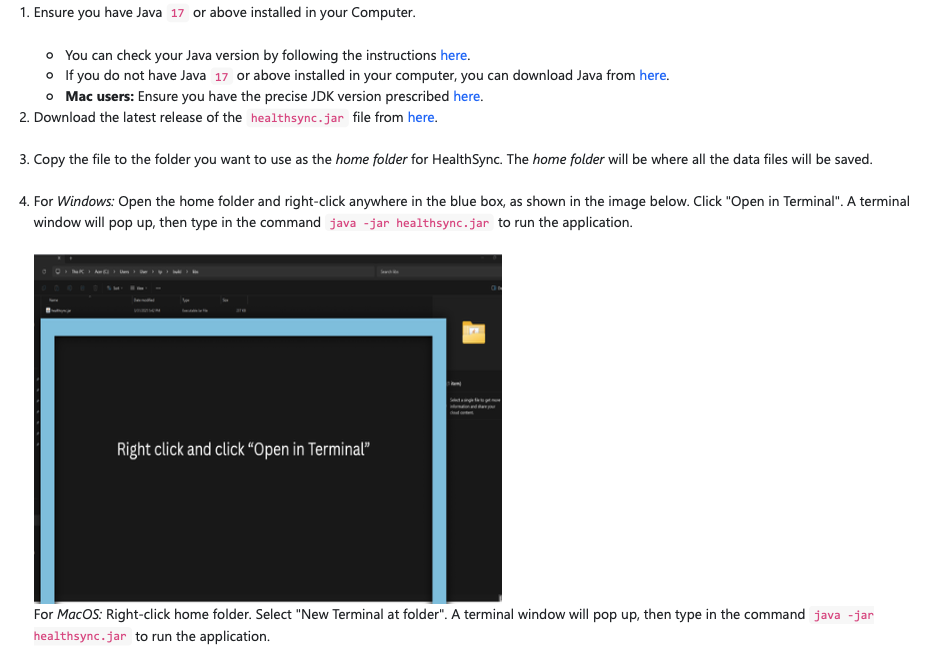 1. Ensure you have Java 17 or above installed in your Computer.
You can check your Java version by following the instructions here.
If you do not have Java 17 or above installed in your computer, you can download Java from here.
Mac users: Ensure you have the precise JDK version prescribed here.
2. Download the latest release of the healthsync.jar file from here.
3. Copy the file to the folder you want to use as the home folder for HealthSync. The home folder will be where all the data files will be saved.
4. For Windows: Open the home folder and right-click anywhere in the blue box, as shown in the image below. Click "Open in Terminal". A terminal
window will pop up, then type in the command java -jar healthsync.jar to run the application.
Right click and click “Open in Terminal”
For MacOS: Right-click home folder. Select "New Terminal at folder". A terminal window will pop up, then type in the command java -jar
healthsync.jar to run the application.